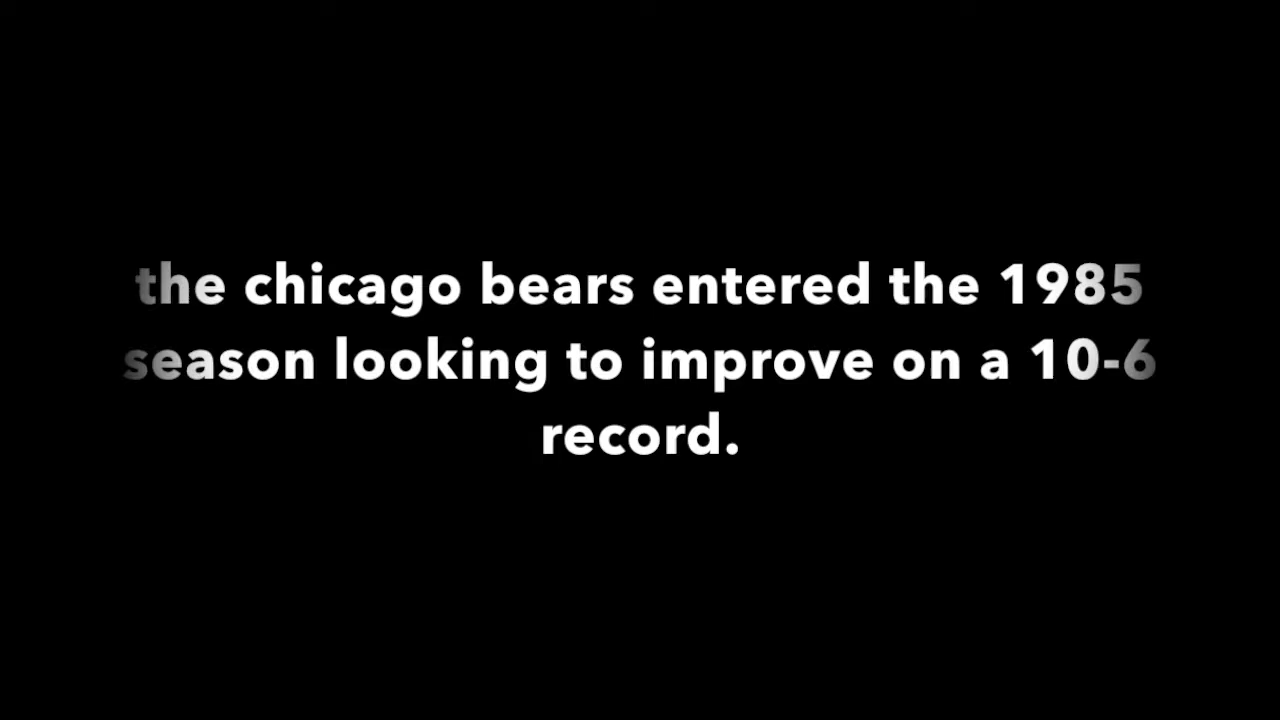 the chicago bears entered the 1985
season looking to improve on a 10-6
record.